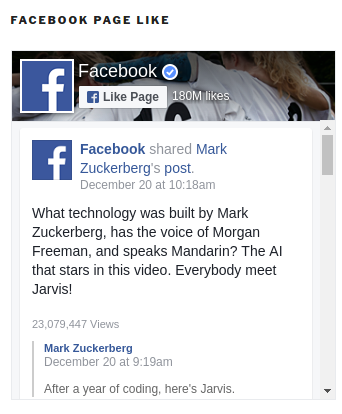 FACEBOOK PAGE LIKE
Facebook
Like Page
180M likes
Facebook shared Mark
Zuckerberg's post.
December 20 at 10:18am
What technology was built by Mark
Zuckerberg, has the voice of Morgan
Freeman, and speaks Mandarin? The AI
that stars in this video. Everybody meet
Jarvis!
23,079,447 Views
Mark Zuckerberg
December 20 at 9:19am
After a year of coding, here's Jarvis.